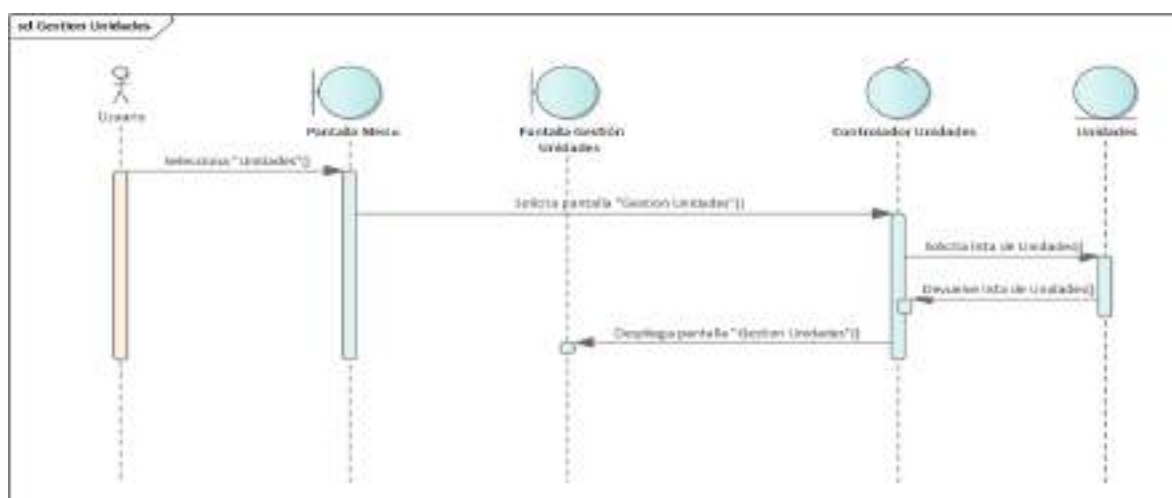 sd Gestion Unidades
Usuario
Pantalla Menu
Pantalla Gestión
Unidades
Controlador Unidades
Unidades
Selecciona "Unidades"()
Solicita pantalla "Gestion Unidades"()
Solicita lista de Unidades()
Devuelve lista de Unidades()
Despliega pantalla "Gestion Unidades"()